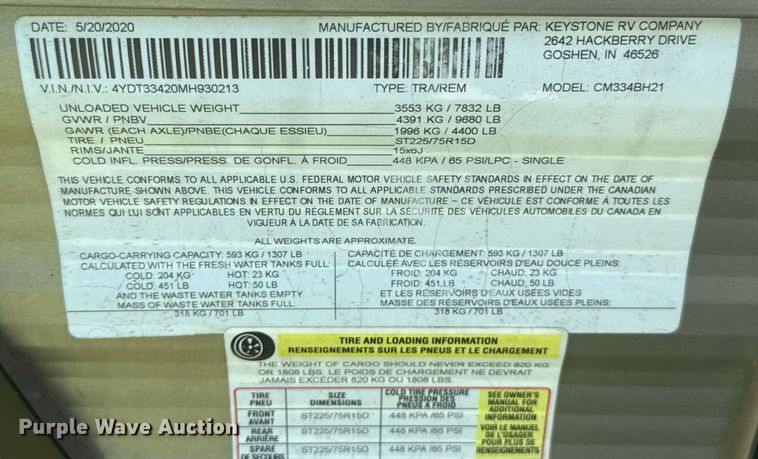 DATE: 5/20/2020 MANUFACTURED BY/FABRIQUÉ PAR: KEYSTONE RV COMPANY
2642 HACKBERRY DRIVE
GOSHEN, IN 46526
V.I.N./N.I.V.: 4YDT33420MH930213 TYPE: TRA/REM MODEL: CM334BH21
UNLOADED VEHICLE WEIGHT 3553 KG / 7832 LB
GVWR / PNBV 4391 KG / 9680 LB
GAWR (EACH AXLE)/PNBE(CHAQUE ESSIEU) 1996 KG / 4400 LB
TIRE / PNEU ST225/75R15D
RIMS/JANTE 15x6J
COLD INFL. PRESS/PRESS. DE GONFL. À FROID 448 KPA / 65 PSI/LPC - SINGLE
THIS VEHICLE CONFORMS TO ALL APPLICABLE U.S. FEDERAL MOTOR VEHICLE SAFETY STANDARDS IN EFFECT ON THE DATE OF
MANUFACTURE SHOWN ABOVE. THIS VEHICLE CONFORMS TO ALL APPLICABLE STANDARDS PRESCRIBED UNDER THE CANADIAN
MOTOR VEHICLE SAFETY REGULATIONS IN EFFECT ON THE DATE OF MANUFACTURE ~ CE VÉHICULE EST CONFORME À TOUTES LES
NORMES QUI LUI SONT APPLICABLES EN VERTU DU RÈGLEMENT SUR LA SÉCURITÉ DES VÉHICULES AUTOMOBILES DU CANADA EN
VIGUEUR À LA DATE DE SA FABRICATION.
ALL WEIGHTS ARE APPROXIMATE.
CARGO-CARRYING CAPACITY: 593 KG / 1307 LB
CALCULATED WITH THE FRESH WATER TANKS FULL:
COLD: 204 KG HOT: 23 KG
COLD: 451 LB HOT: 50 LB
AND THE WASTE WATER TANKS EMPTY
MASS OF WASTE WATER TANKS FULL:
318 KG / 701 LB
CAPACITÉ DE CHARGEMENT: 593 KG / 1307 LB
CALCULÉE AVEC LES RÉSERVOIRS D'EAU DOUCE PLEINS:
FROID: 204 KG CHAUD: 23 KG
FROID: 451 LB CHAUD: 50 LB
ET LES RÉSERVOIRS D'EAUX USÉES VIDES
MASSE DES RÉSERVOIRS D'EAUX USÉES PLEINS:
318 KG / 701 LB
TIRE AND LOADING INFORMATION
RENSEIGNEMENTS SUR LES PNEUS ET LE CHARGEMENT
THE WEIGHT OF CARGO SHOULD NEVER EXCEED 820 KG
OR 1808 LBS. LE POIDS DE CHARGEMENT NE DEVRAIT
JAMAIS EXCÉDER 820 KG OU 1808 LBS.
TIRE
PNEU
SIZE
DIMENSIONS
COLD TIRE PRESSURE
PRESSION DES
PNEUS A FROID
FRONT
AVANT
ST225/75R15D 448 KPA /65 PSI
REAR
ARRIÈRE
ST225/75R15D 448 KPA /65 PSI
SPARE
DE SECOURS
ST225/75R15D 448 KPA /65 PSI
SEE OWNER'S
MANUAL FOR
ADDITIONAL
INFORMATION
VOIR LE MANUEL
DE L'USAGER
POUR PLUS DE
RENSEIGNEMENTS
Purple Wave Auction